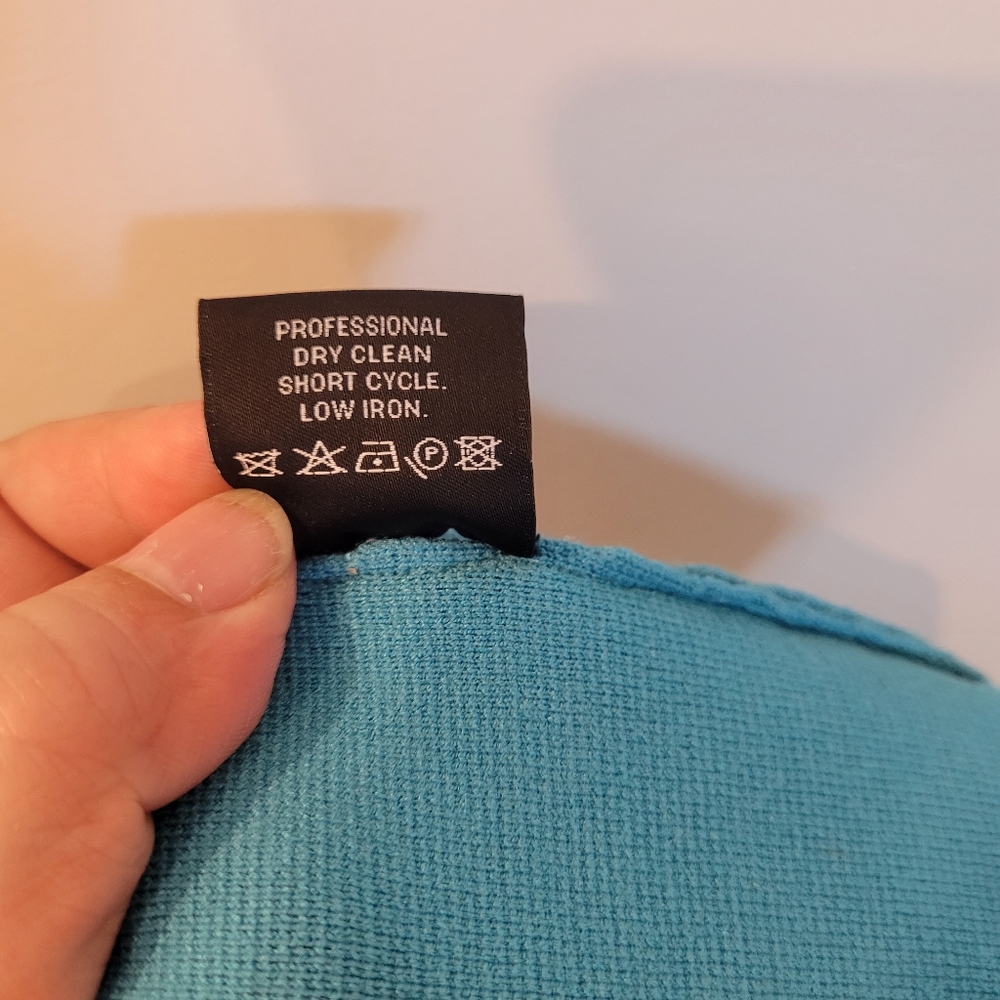 PROFESSIONAL
DRY CLEAN
SHORT CYCLE.
LOW IRON.
P